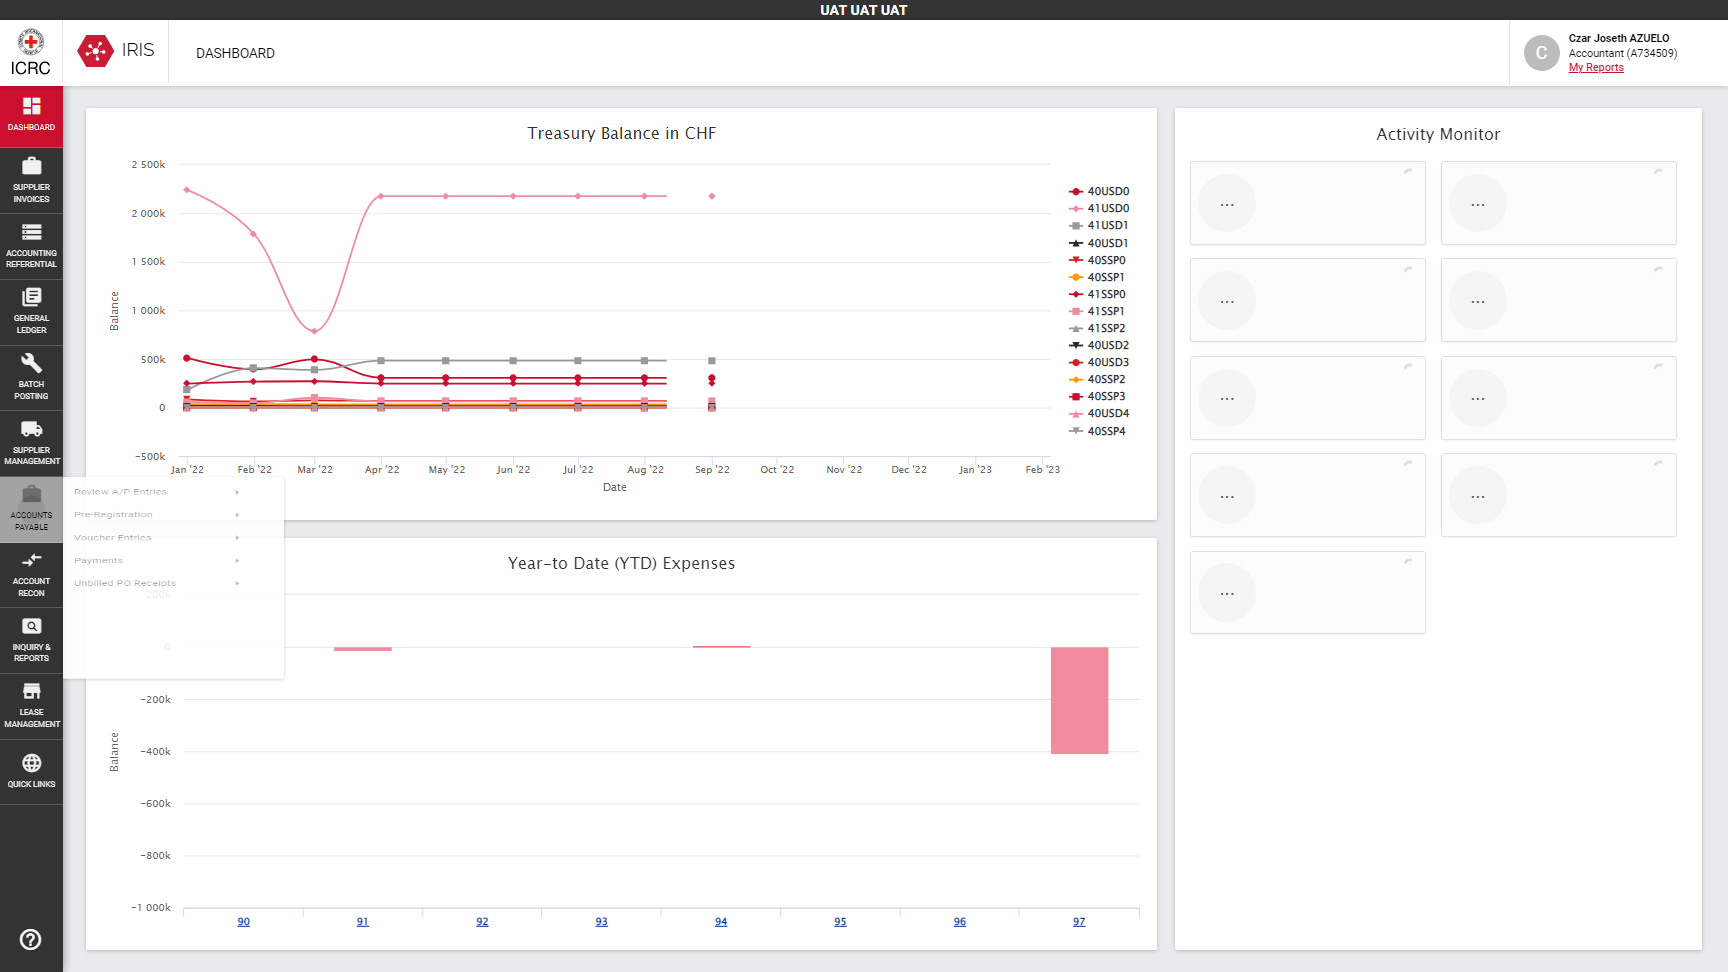 UAT UAT UAT
ICRC
IRIS
DASHBOARD
C
Czar Joseth AZUELO
Accountant (A734509)
My Reports
DASHBOARD
SUPPLIER
INVOICES
ACCOUNTING
REFERENTIAL
GENERAL
LEDGER
BATCH
POSTING
SUPPLIER
MANAGEMENT
ACCOUNTS
PAYABLE
ACCOUNT
RECON
INQUIRY &
REPORTS
LEASE
MANAGEMENT
QUICK LINKS
Review A/P Entries
Pre-Registration
Voucher Entries
Payments
Unbilled PO Receipts
Treasury Balance in CHF
2 500k
2 000k
1 500k
1 000k
500k
0
-500k
Balance
Jan '22
Feb '22
Mar '22
Apr '22
May '22
Jun '22
Jul '22
Aug '22
Sep '22
Oct '22
Nov '22
Dec '22
Jan '23
Feb '23
Date
40USD0
41USD0
41USD1
40USD1
40SSP0
40SSP1
41SSP0
41SSP1
41SSP2
40USD2
40USD3
40SSP2
40SSP3
40USD4
40SSP4
Year-to Date (YTD) Expenses
200k
0
-200k
-400k
-600k
-800k
-1 000k
Balance
90
91
92
93
94
95
96
97
Activity Monitor
...
...
...
...
...
...
...
...
...